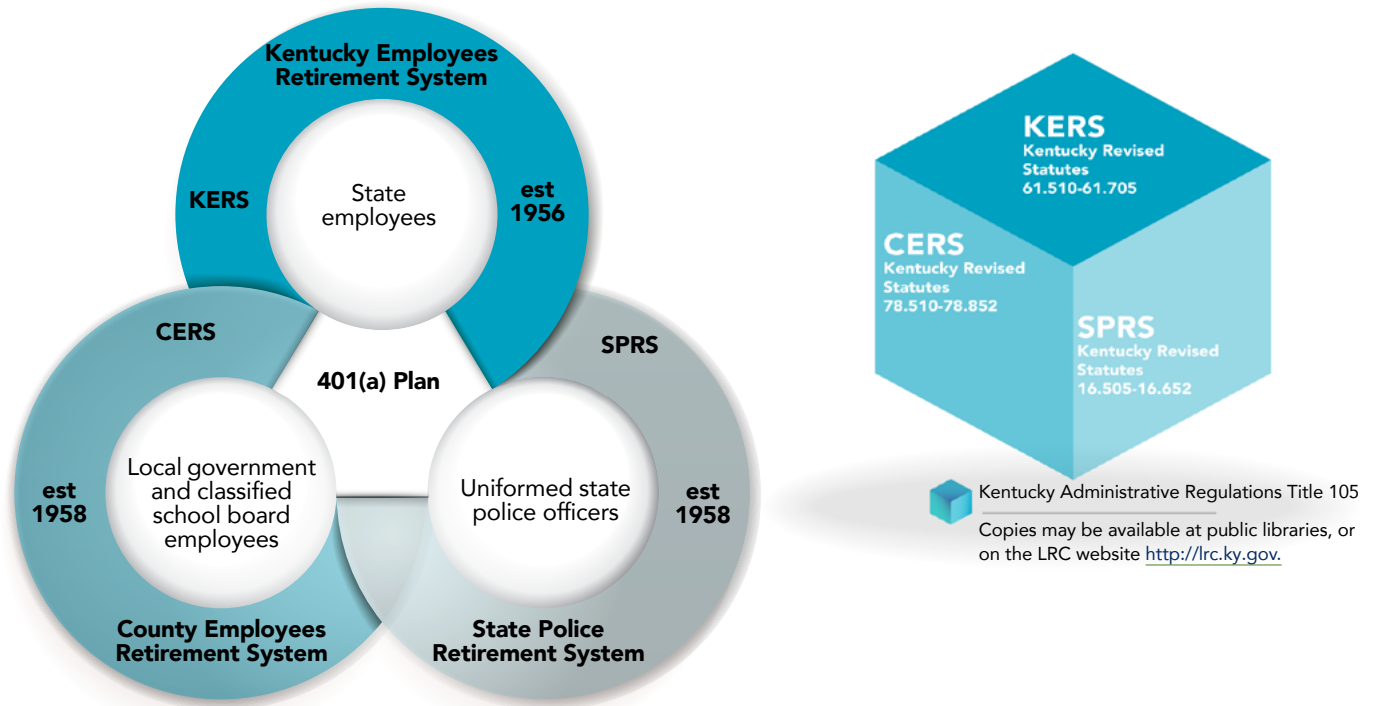 Kentucky Employees
Retirement System
KERS
est
1956
State
employees
CERS
est
1958
Local government
and classified
school board
employees
County Employees
Retirement System
401(a) Plan
SPRS
Uniformed state
police officers
est
1958
State Police
Retirement System
KERS
Kentucky Revised
Statutes
61.510-61.705
CERS
Kentucky Revised
Statutes
78.510-78.852
SPRS
Kentucky Revised
Statutes
16.505-16.652
Kentucky Administrative Regulations Title 105
Copies may be available at public libraries, or
on the LRC website http://lrc.ky.gov.